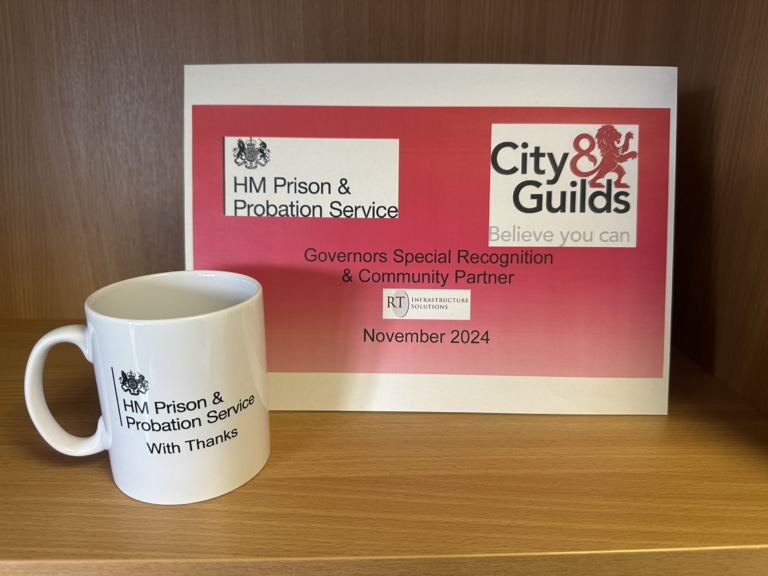 HM Prison &
Probation Service
City & Guilds
Believe you can
Governors Special Recognition
& Community Partner
RT INFRASTRUCTURE
SOLUTIONS
November 2024
HM Prison &
Probation Service
With Thanks